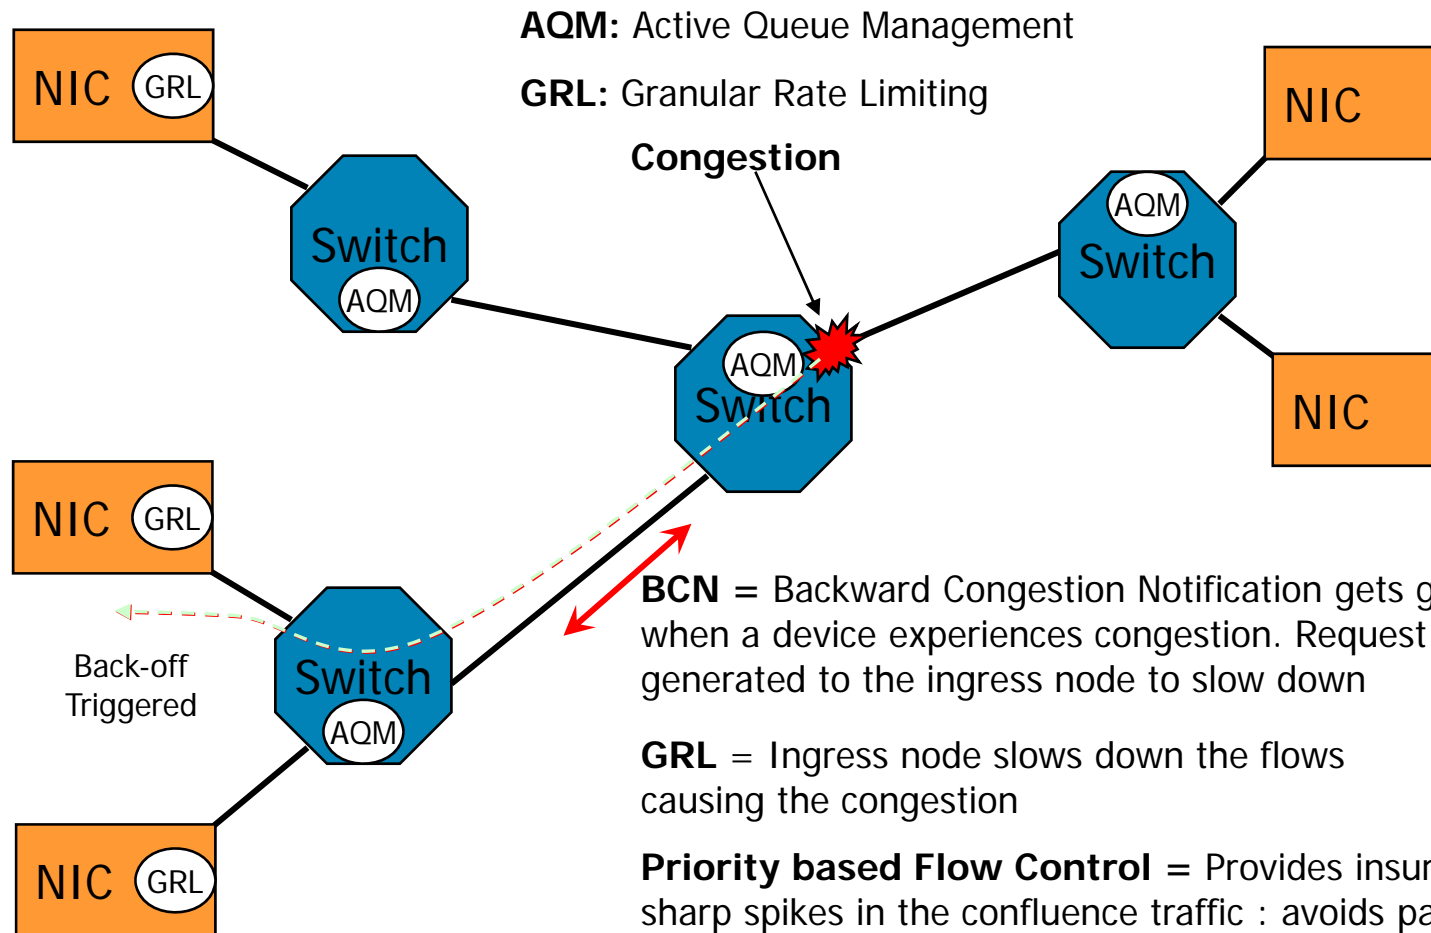 AQM: Active Queue Management
NIC GRL
GRL: Granular Rate Limiting
NIC
Congestion
AQM
Switch
Switch
AQM
AQM
Switch
NIC
NIC GRL
BCN = Backward Congestion Notification gets g
when a device experiences congestion. Request
generated to the ingress node to slow down
Back-off
Triggered
Switch
AQM
GRL = Ingress node slows down the flows
causing the congestion
NIC GRL
Priority based Flow Control = Provides insur
sharp spikes in the confluence traffic : avoids pa